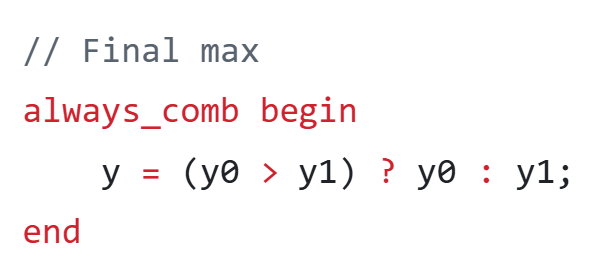 // Final max
always_comb begin
    y = (y0 > y1) ? y0 : y1;
end